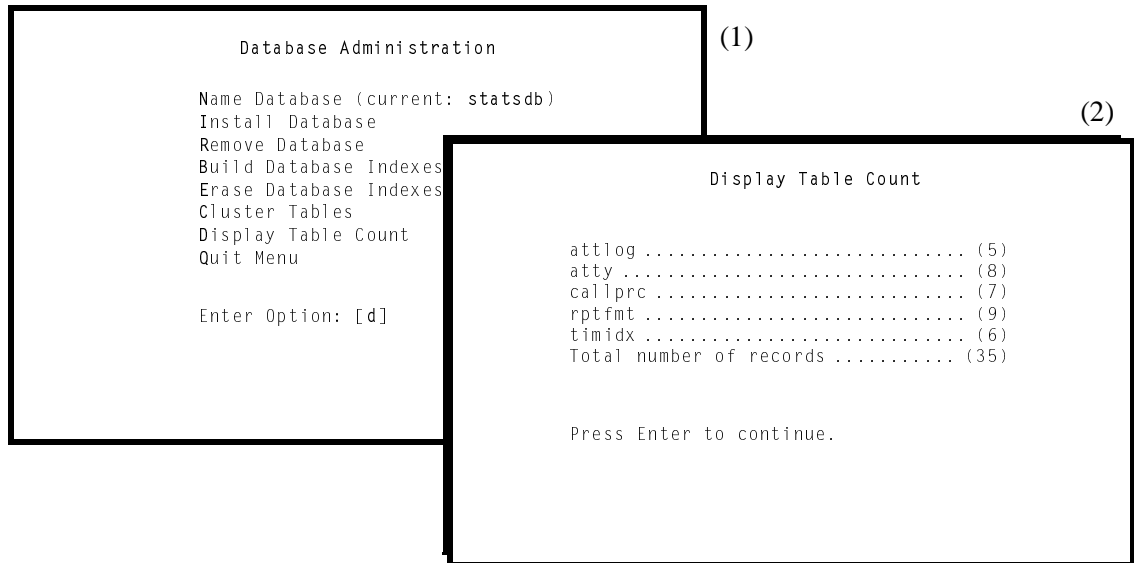 (1)
Database Administration
Name Database (current: statsdb)
Install Database
Remove Database
Build Database Indexes
Erase Database Indexes
Cluster Tables
Display Table Count
Quit Menu
Enter Option: [d]
(2)
Display Table Count
attlog ............................. (5)
atty ............................... (8)
callprc ............................ (7)
rptfmt ............................. (9)
timidx ............................. (6)
Total number of records ........... (35)
Press Enter to continue.